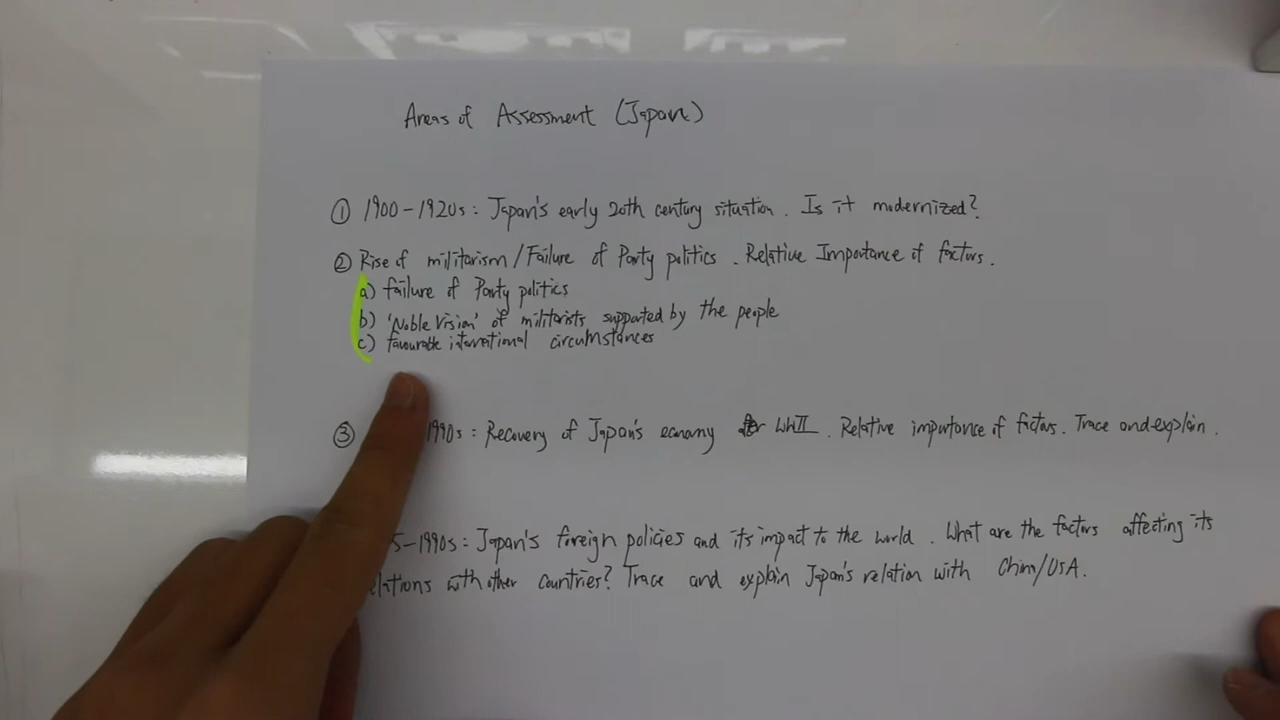 Areas of Assessment (Japan)
① 1900-1920s: Japan's early 20th century situation. Is it modernized?
② Rise of militarism/Failure of Party politics. Relative Importance of factors.
a) failure of Party politics
b) 'Noble Vision' of militarists supported by the people
c) favourable international circumstances
③ 1990s: Recovery of Japan's economy after WWII. Relative importance of factors. Trace and explain.
5-1990s: Japan's foreign policies and its impact to the world. What are the factors affecting its
elations with other countries? Trace and explain Japan's relation with China/USA.